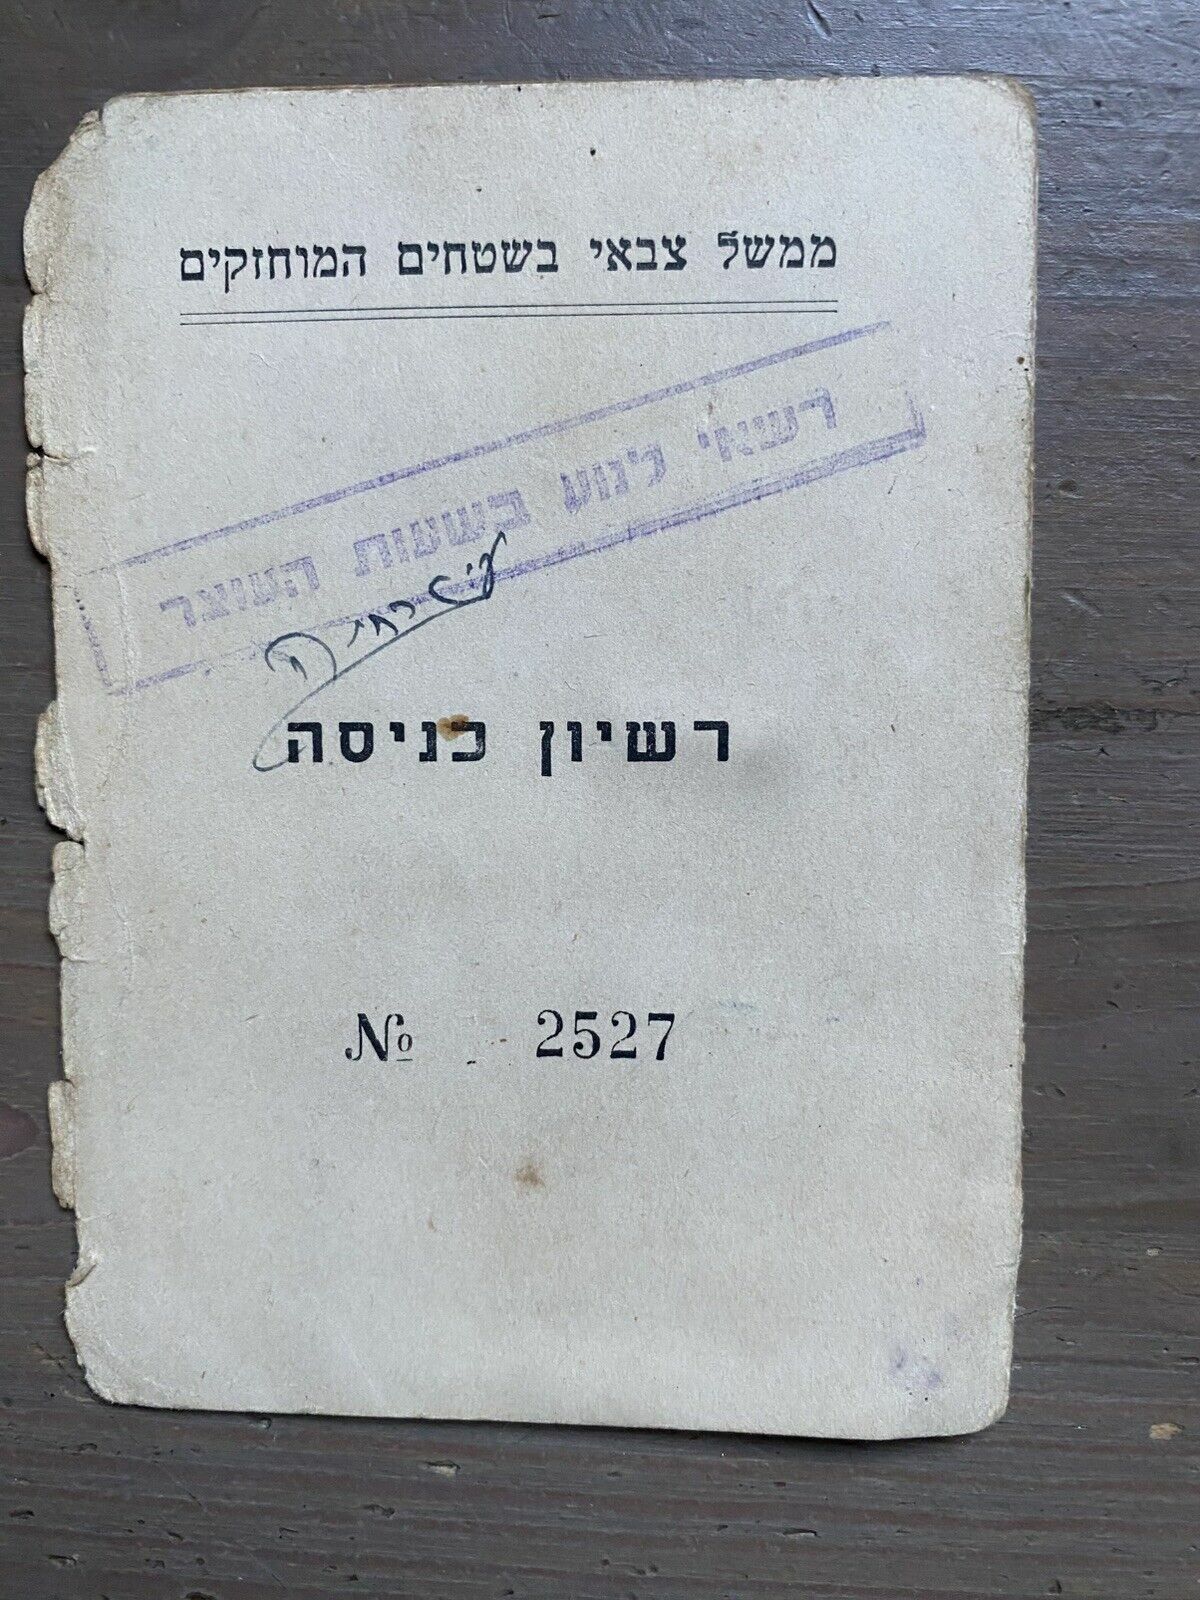 ממשל צבאי בשטחים המוחזקים
רשאי לנוע בשעות העוצר
רשיון כניסה
№ 2527